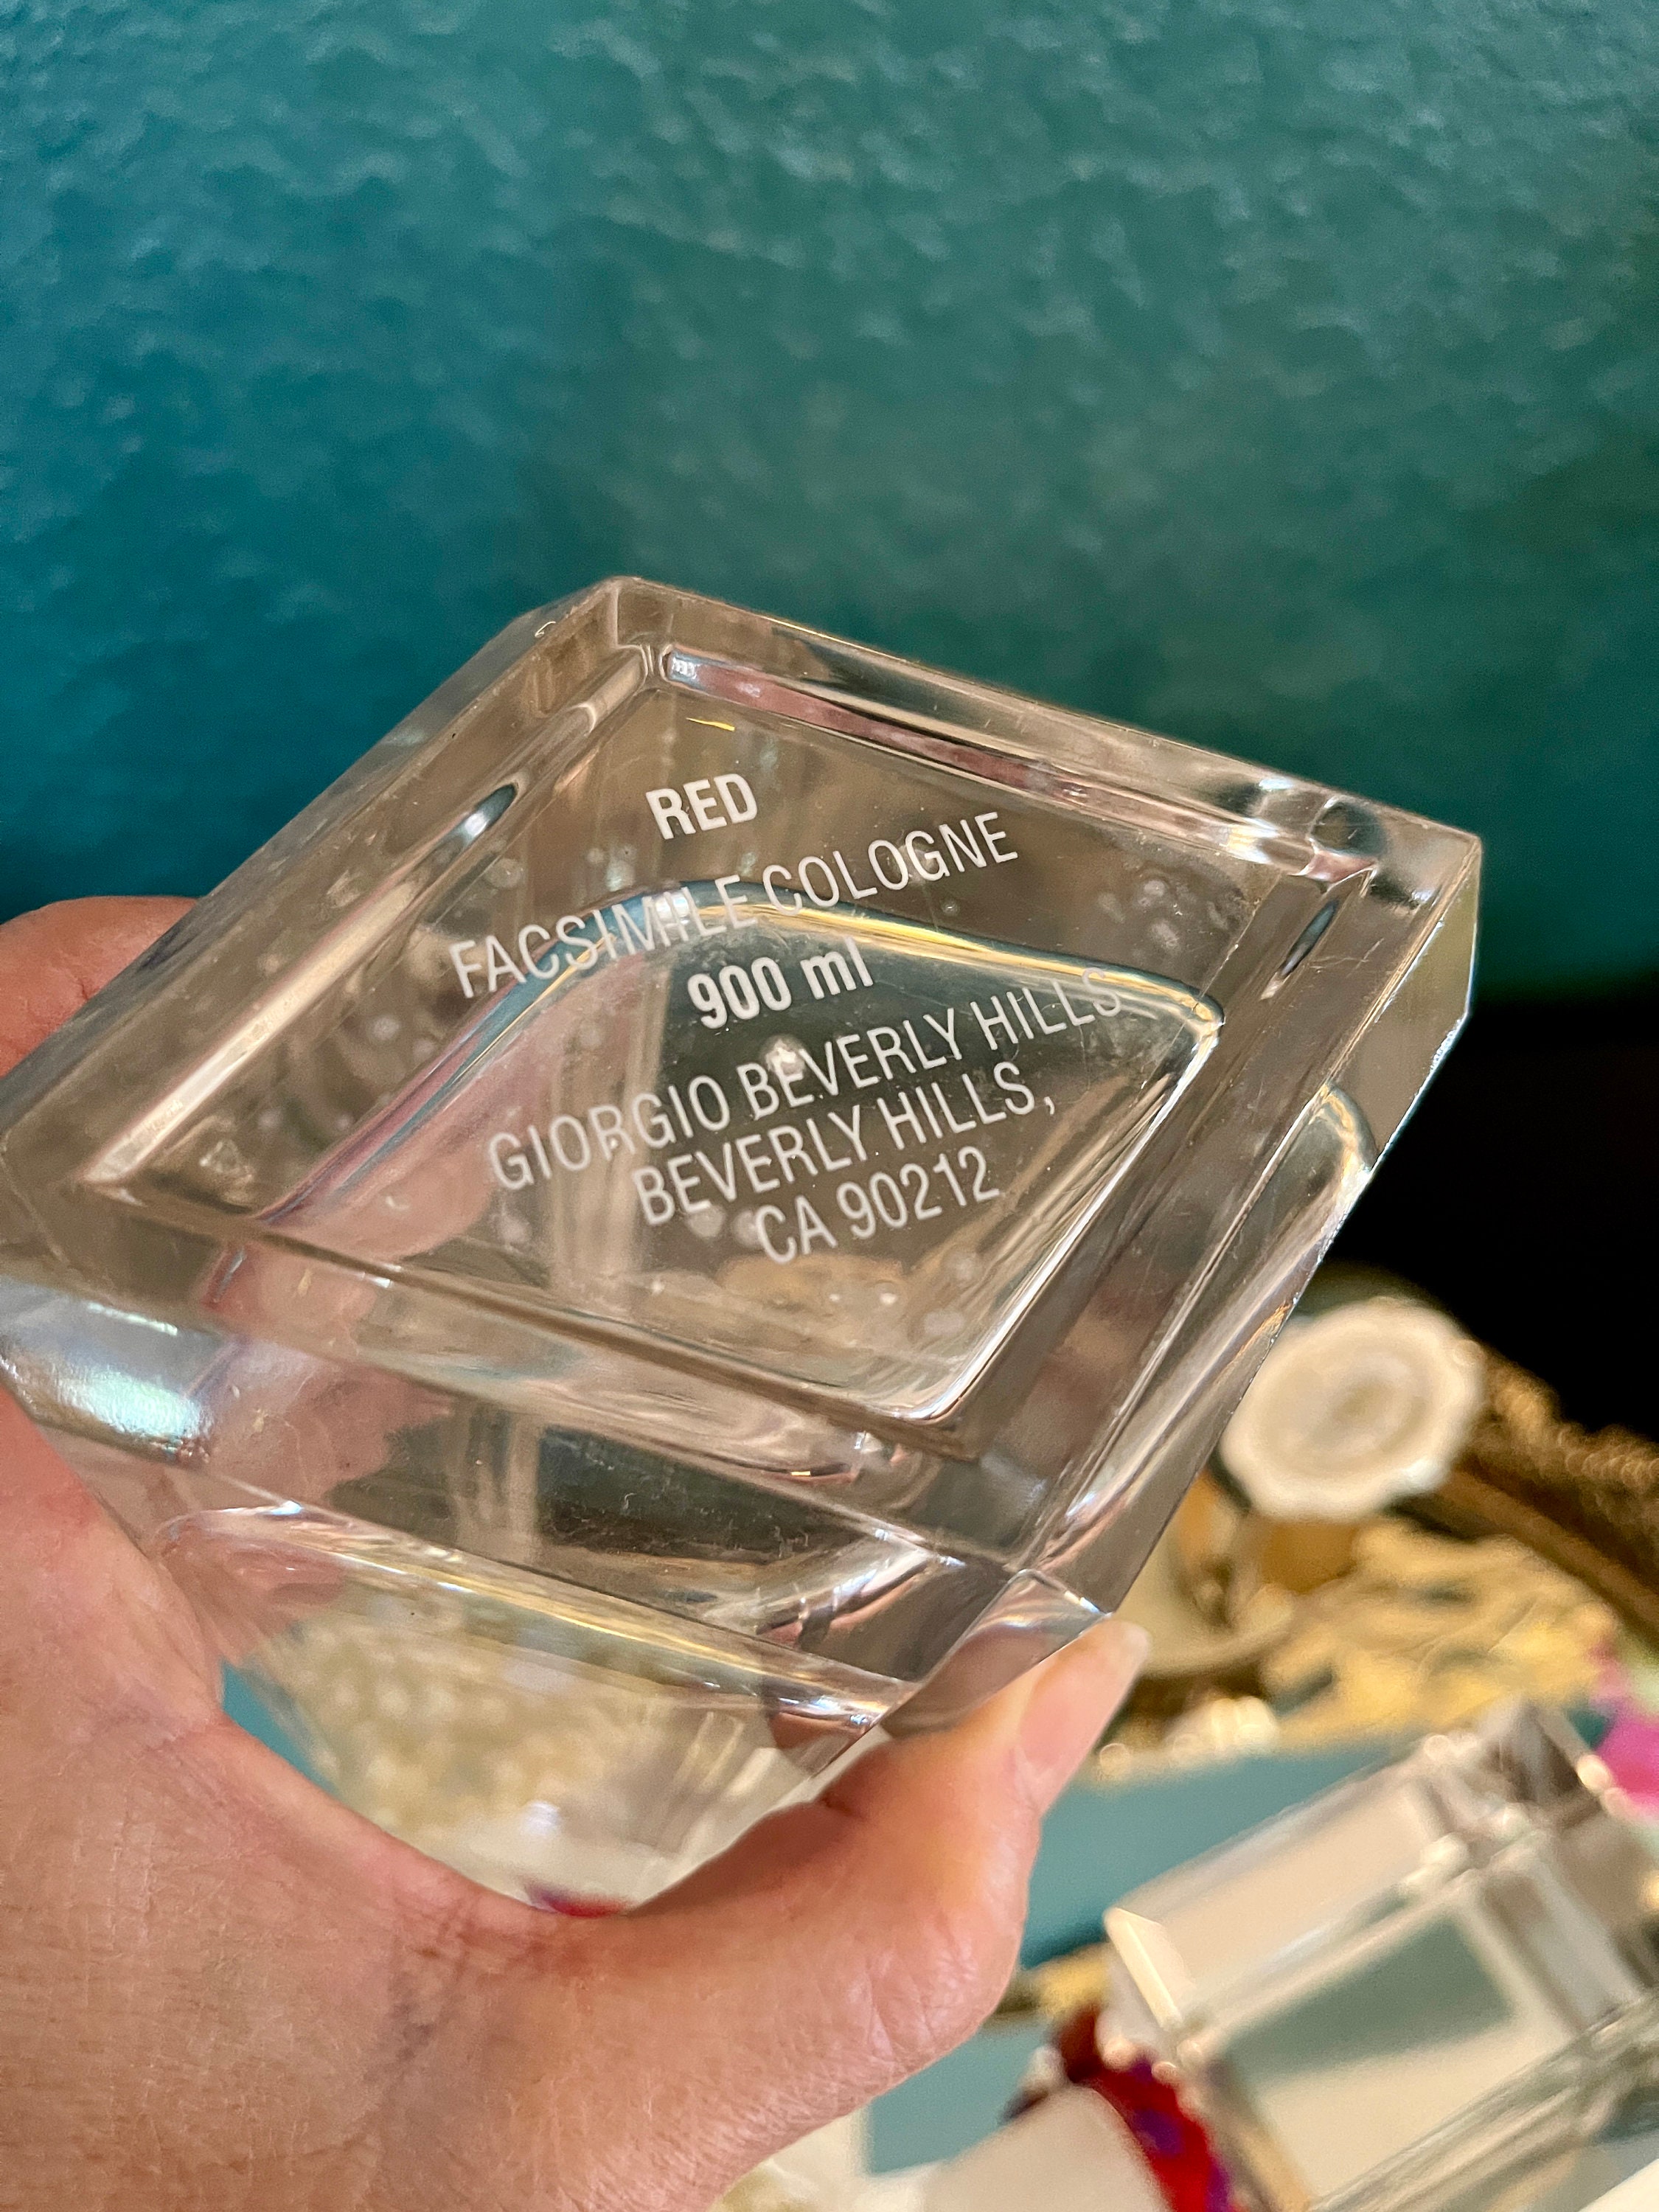 RED
FACSIMILE COLOGNE
900 ml
GIORGIO BEVERLY HILLS
BEVERLY HILLS,
CA 90212